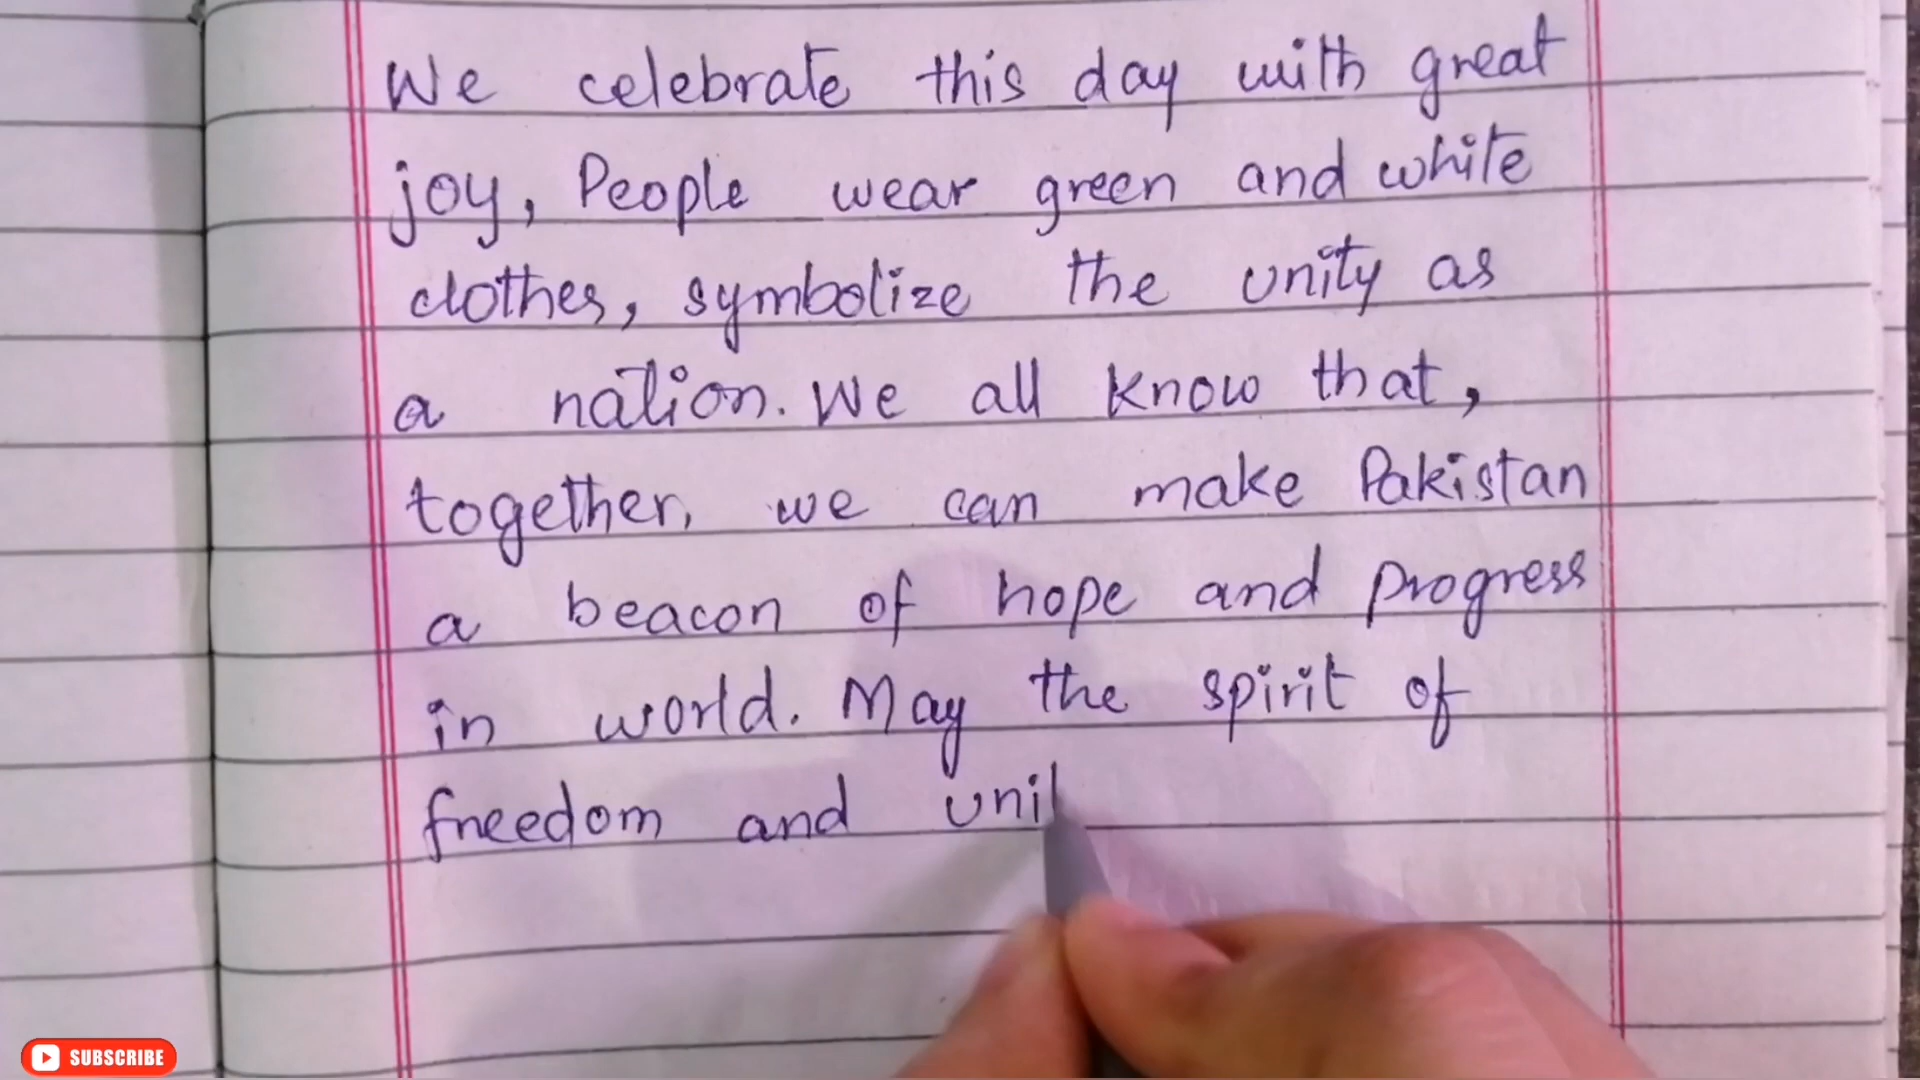 We celebrate this day with great
joy, People wear green and white
clothes, symbolize the unity as
a nation. We all know that,
together, we can make Pakistan
a beacon of hope and progress
in world. May the spirit of
freedom and unit
SUBSCRIBE